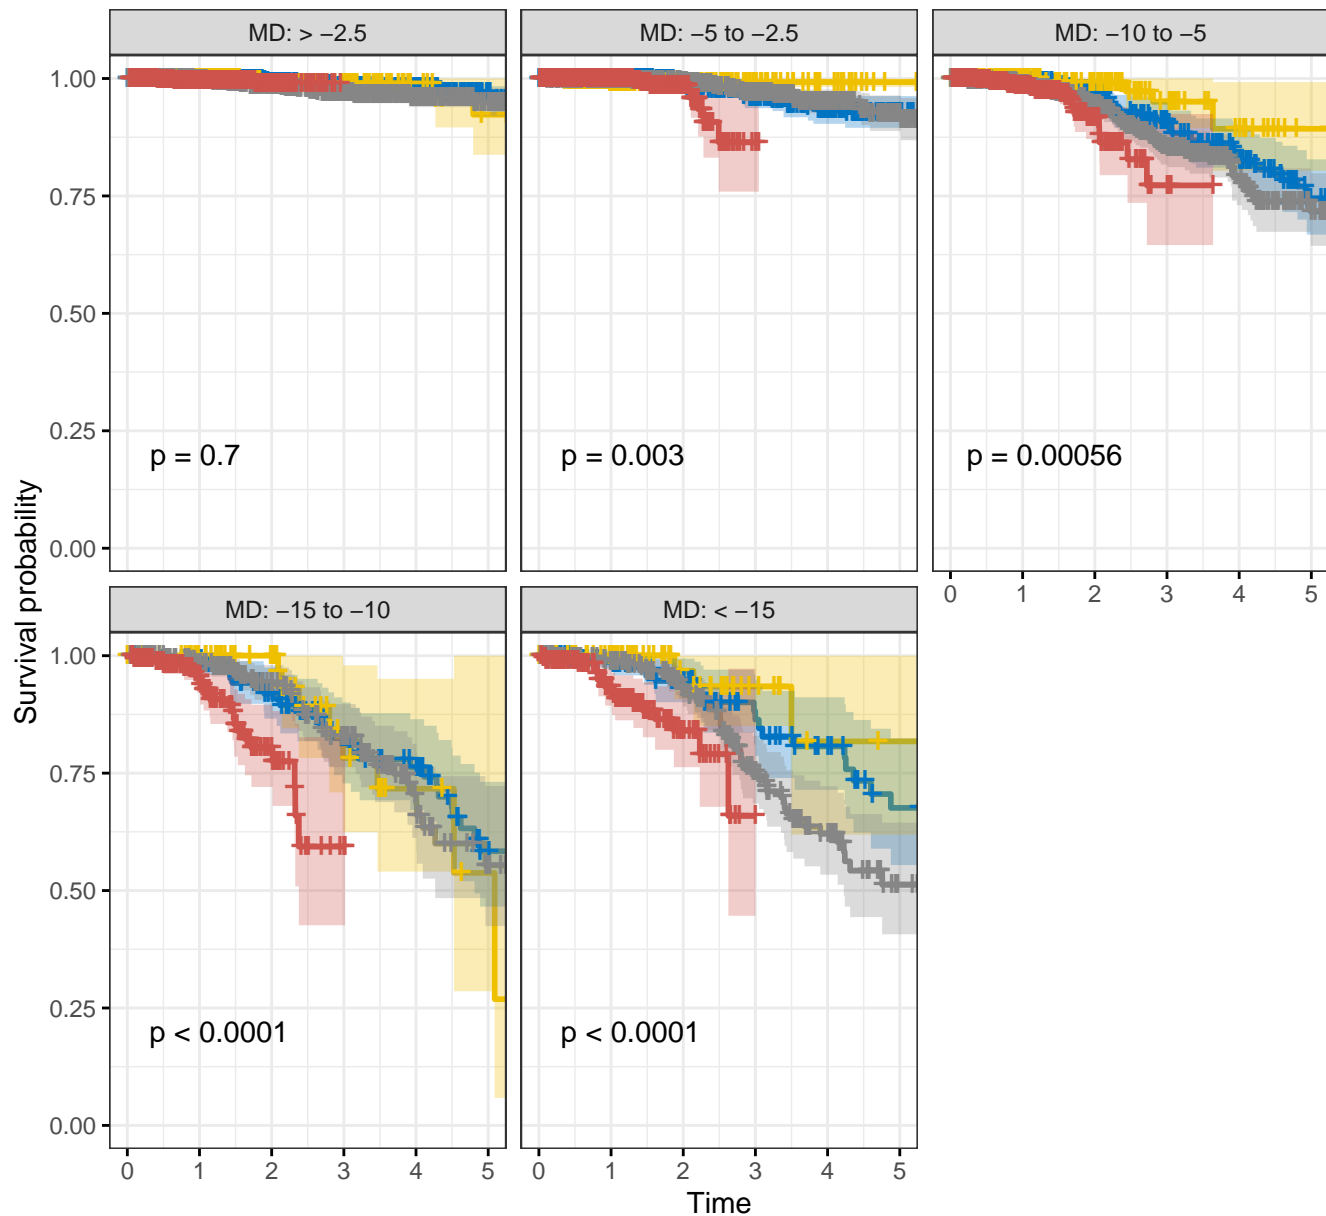 MD: > −2.5
MD: −5 to −2.5
MD: −10 to −5
1.00
0.75
0.50
0.25
0.00
p = 0.7
p = 0.003
p = 0.00056
0 1 2 3 4 5
Survival probability
MD: −15 to −10
MD: < −15
1.00
0.75
0.50
0.25
0.00
p < 0.0001
p < 0.0001
0 1 2 3 4 5
0 1 2 3 4 5
Time